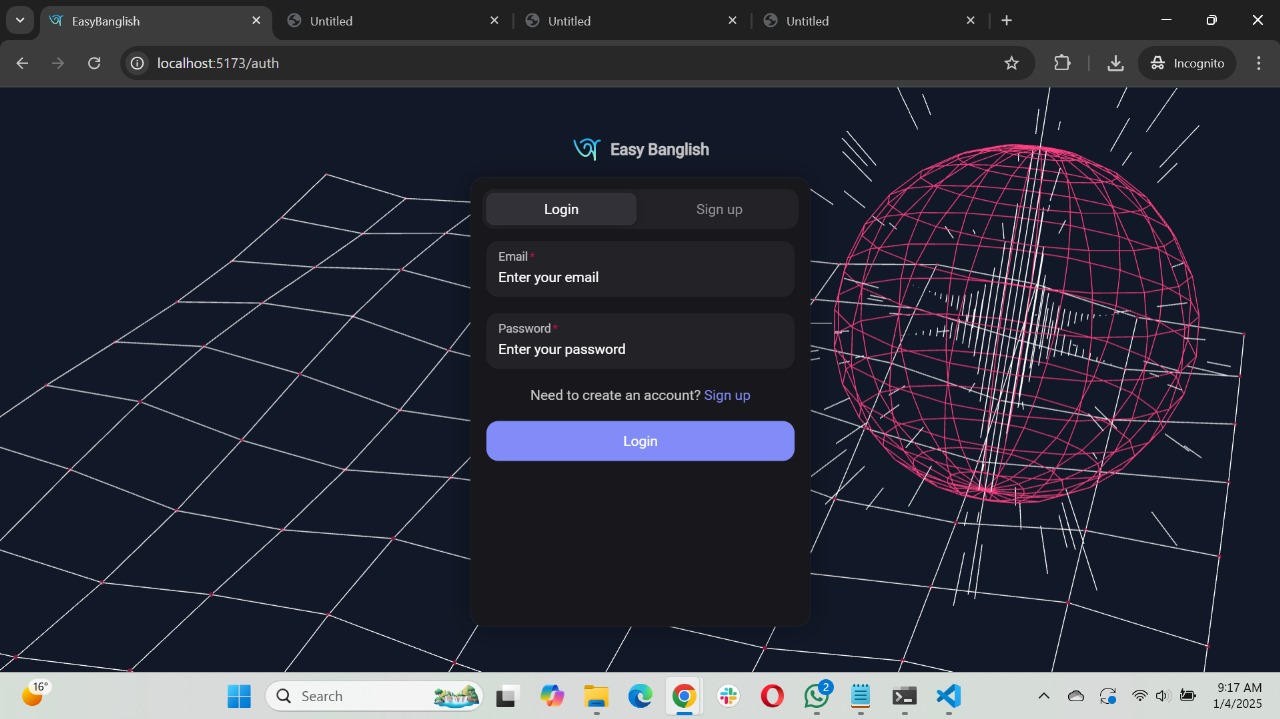 EasyBanglish
Untitled
Untitled
Untitled
localhost:5173/auth
Incognito
Easy Banglish
Login
Sign up
Email*
Enter your email
Password*
Enter your password
Need to create an account? Sign up
Login
16°
Search
2
9:17 AM
1/4/2025